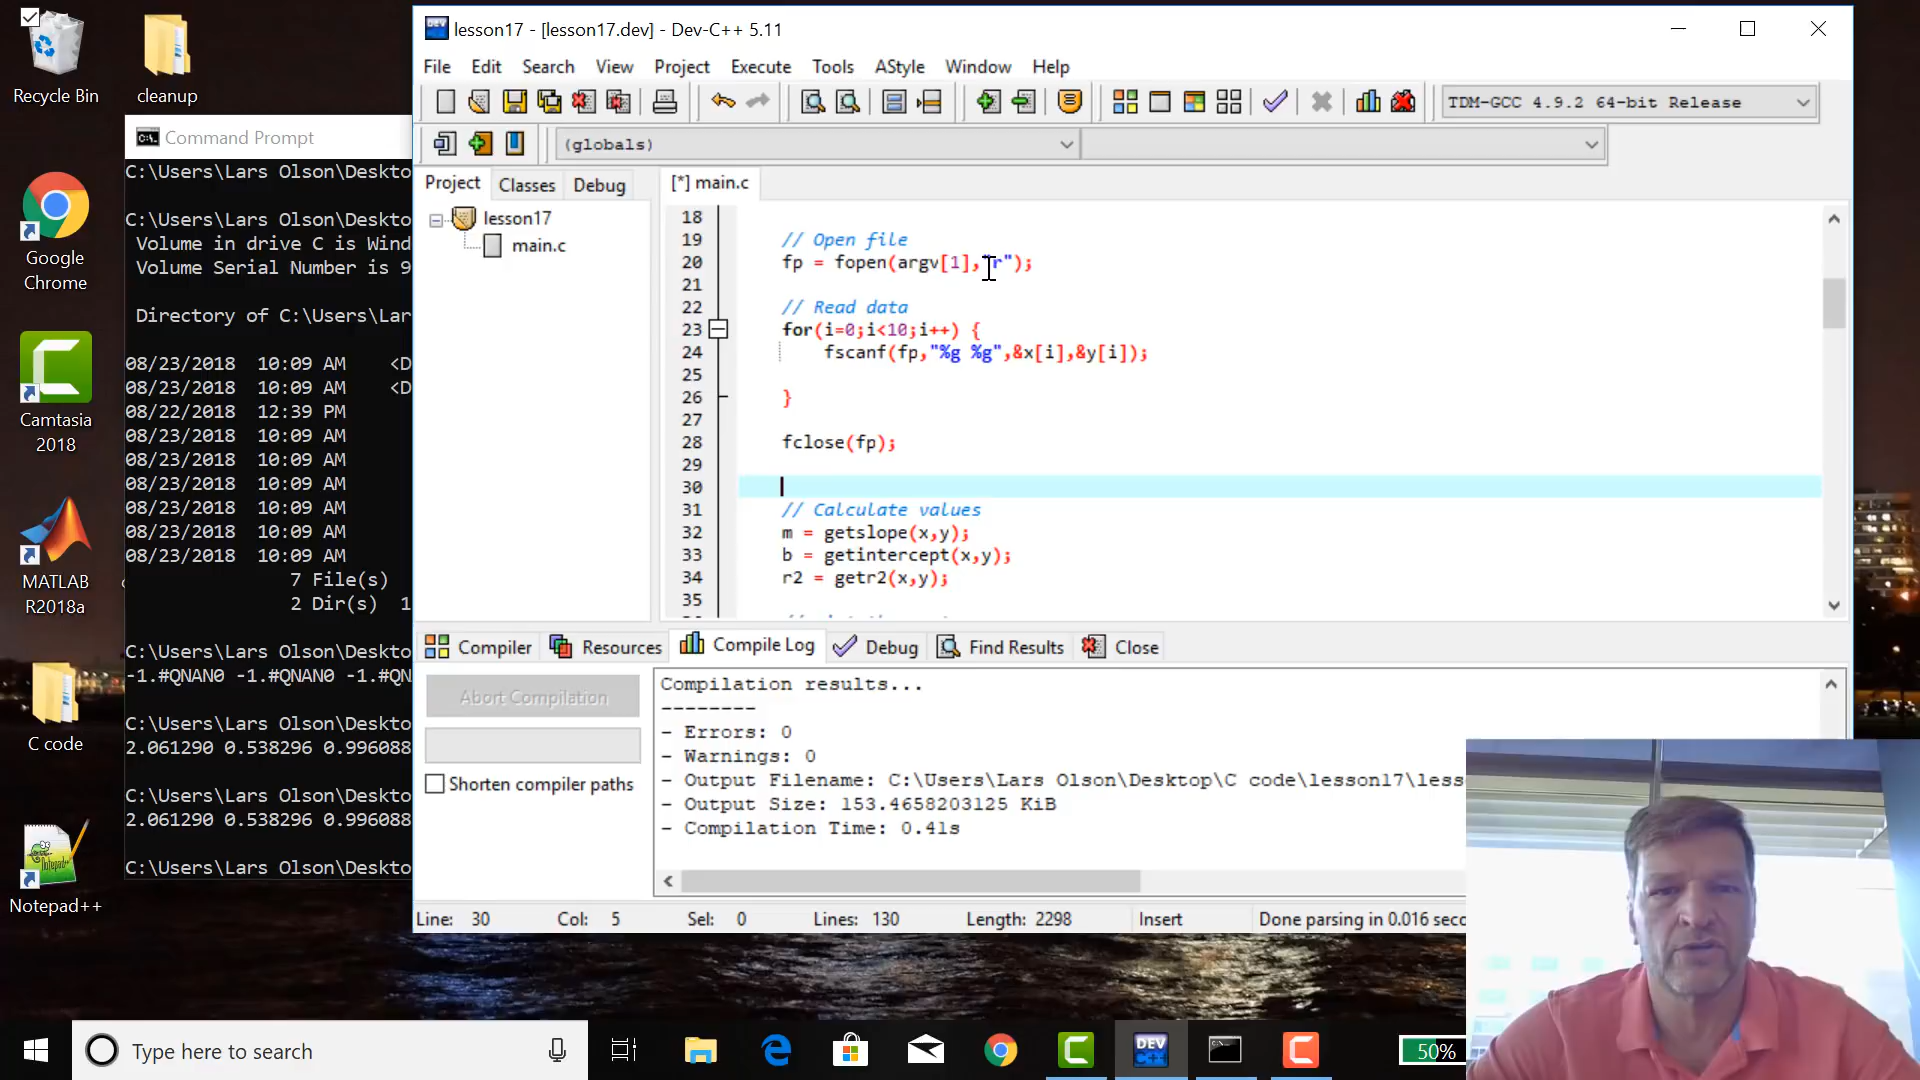 Recycle Bin
cleanup
Google
Chrome
Camtasia
2018
MATLAB
R2018a
C code
Notepad++
Command Prompt
C:\Users\Lars Olson\Deskto
C:\Users\Lars Olson\Deskto
Volume in drive C is Wind
Volume Serial Number is 9
Directory of C:\Users\Lar
08/23/2018 10:09 AM <D
08/23/2018 10:09 AM <D
08/22/2018 12:39 PM
08/23/2018 10:09 AM
08/23/2018 10:09 AM
08/23/2018 10:09 AM
08/23/2018 10:09 AM
08/23/2018 10:09 AM
08/23/2018 10:09 AM
7 File(s)
2 Dir(s) 1
C:\Users\Lars Olson\Deskto
-1.#QNAN0 -1.#QNAN0 -1.#QN
C:\Users\Lars Olson\Deskto
2.061290 0.538296 0.996088
C:\Users\Lars Olson\Deskto
2.061290 0.538296 0.996088
C:\Users\Lars Olson\Deskto
lesson17 - [lesson17.dev] - Dev-C++ 5.11
File Edit Search View Project Execute Tools AStyle Window Help
TDM-GCC 4.9.2 64-bit Release
(globals)
Project Classes Debug
lesson17
main.c
[*] main.c
18
19 // Open file
20 fp = fopen(argv[1],"r");
21
22 // Read data
23 for(i=0;i<10;i++) {
24 fscanf(fp,"%g %g",&x[i],&y[i]);
25
26 }
27
28 fclose(fp);
29
30
31 // Calculate values
32 m = getslope(x,y);
33 b = getintercept(x,y);
34 r2 = getr2(x,y);
35
Compiler Resources Compile Log Debug Find Results Close
Abort Compilation
Shorten compiler paths
Compilation results...
--------
- Errors: 0
- Warnings: 0
- Output Filename: C:\Users\Lars Olson\Desktop\C code\lesson17\less
- Output Size: 153.4658203125 KiB
- Compilation Time: 0.41s
Line: 30 Col: 5 Sel: 0 Lines: 130 Length: 2298 Insert Done parsing in 0.016 seco
Type here to search
DEV
C++
50%